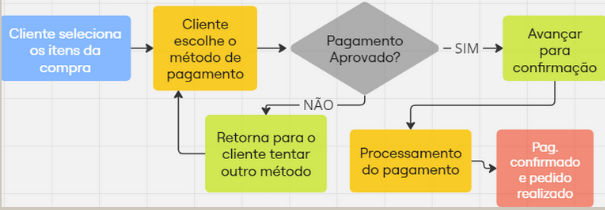 Cliente seleciona
os itens da
compra
Cliente
escolhe o
método de
pagamento
Pagamento
Aprovado?
SIM
Avançar
para
confirmação
NÃO
Retorna para o
cliente tentar
outro método
Processamento
do pagamento
Pag.
confirmado
e pedido
realizado